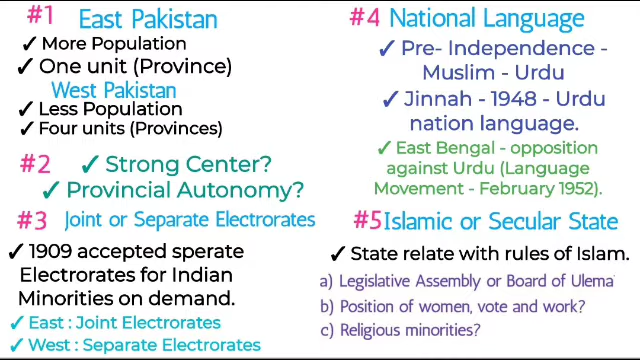 #1 East Pakistan
✓ More Population
✓ One unit (Province)
West Pakistan
✓ Less Population
✓ Four units (Provinces)
#2 ✓ Strong Center?
✓ Provincial Autonomy?
#3 Joint or Separate Electrorates
✓ 1909 accepted sperate
Electrorates for Indian
Minorities on demand.
✓ East : Joint Electrorates
✓ West : Separate Electrorates
#4 National Language
✓ Pre- Independence -
Muslim - Urdu
✓ Jinnah - 1948 - Urdu
nation language.
✓ East Bengal - opposition
against Urdu (Language
Movement - February 1952).
#5 Islamic or Secular State
✓ State relate with rules of Islam.
a) Legislative Assembly or Board of Ulema
b) Position of women, vote and work?
c) Religious minorities?